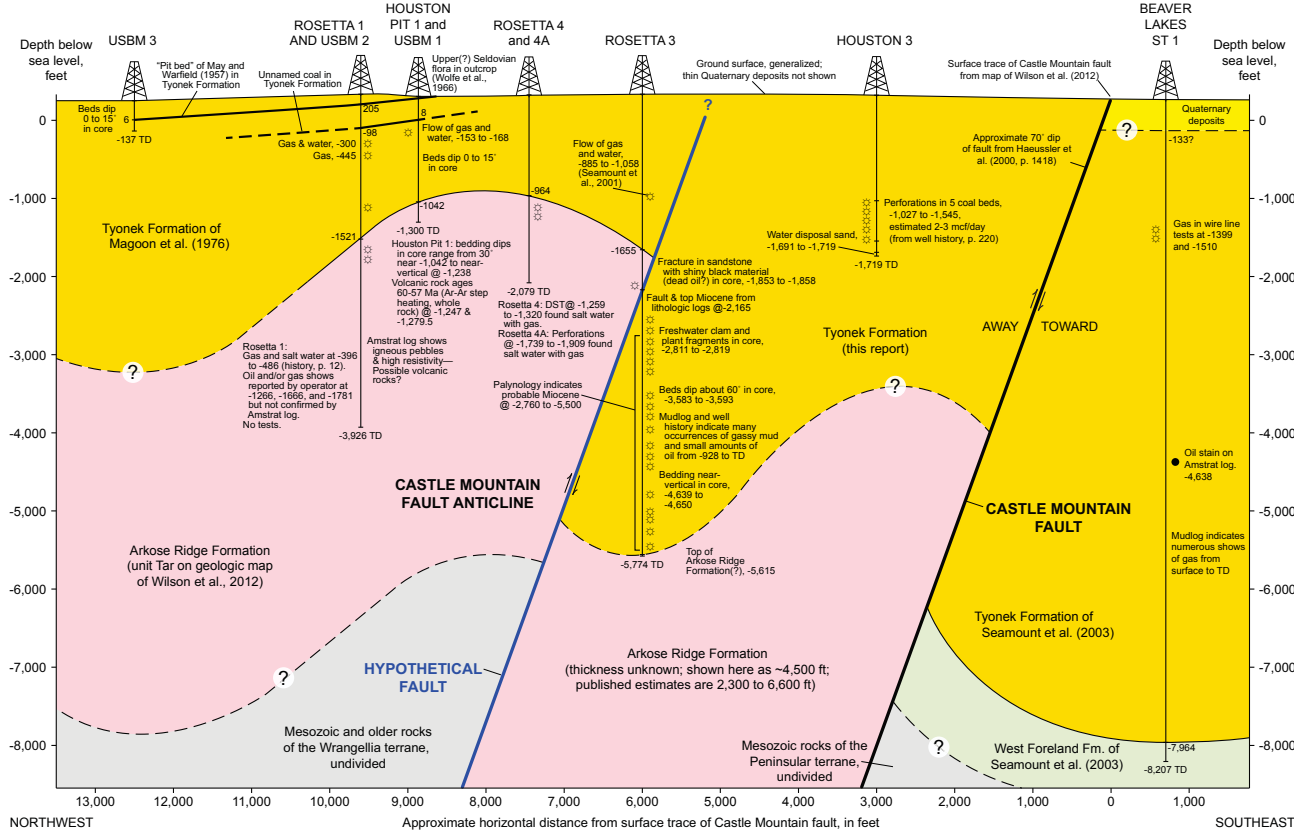 Depth below
sea level,
feet
USBM 3
ROSETTA 1
AND USBM 2
HOUSTON
PIT 1 and
USBM 1
ROSETTA 4
and 4A
ROSETTA 3
HOUSTON 3
BEAVER
LAKES
ST 1
Depth below
sea level,
feet
"Pit bed" of May and
Warfield (1957) in
Tyonek Formation
Unnamed coal in
Tyonek Formation
Upper(?) Seldovian
flora in outcrop
(Wolfe et al.,
1966)
Ground surface, generalized;
thin Quaternary deposits not shown
Surface trace of Castle Mountain fault
from map of Wilson et al. (2012)
0
-1,000
-2,000
-3,000
-4,000
-5,000
-6,000
-7,000
-8,000
Beds dip
0 to 15˚
in core
6
-137 TD
205
-98
8
Gas & water, -300
Gas, -445
Flow of gas and
water, -153 to -168
Beds dip 0 to 15˚
in core
-1042
-1,300 TD
-964
-1521
Tyonek Formation of
Magoon et al. (1976)
Houston Pit 1: bedding dips
in core range from 30˚
near -1,042 to near-
vertical @ -1,238
Volcanic rock ages
60-57 Ma (Ar-Ar step
heating, whole
rock) @ -1,247 &
-1,279.5
-2,079 TD
Rosetta 4: DST@ -1,259
to -1,320 found salt water
with gas.
Rosetta 4A: Perforations
@ -1,739 to -1,909 found
salt water with gas
Rosetta 1:
Gas and salt water at -396
to -486 (history, p. 12).
Oil and/or gas shows
reported by operator at
-1266, -1666, and -1781
but not confirmed by
Amstrat log.
No tests.
Amstrat log shows
igneous pebbles
& high resistivity—
Possible volcanic
rocks?
-3,926 TD
?
Flow of gas
and water,
-885 to -1,058
(Seamount et
al., 2001)
?
-1655
Fracture in sandstone
with shiny black material
(dead oil?) in core, -1,853 to -1,858
Fault & top Miocene from
lithologic logs @-2,165
Freshwater clam and
plant fragments in core,
-2,811 to -2,819
Palynology indicates
probable Miocene
@ -2,760 to -5,500
Beds dip about 60˚ in core,
-3,583 to -3,593
Mudlog and well
history indicate many
occurrences of gassy mud
and small amounts of
oil from -928 to TD
Bedding near-
vertical in core,
-4,639 to
-4,650
-5,774 TD
Top of
Arkose Ridge
Formation(?), -5,615
Perforations in 5 coal beds,
-1,027 to -1,545,
estimated 2-3 mcf/day
(from well history, p. 220)
Water disposal sand,
-1,691 to -1,719
-1,719 TD
Approximate 70˚ dip
of fault from Haeussler et
al. (2000, p. 1418)
AWAY
TOWARD
Tyonek Formation
(this report)
?
?
Quaternary
deposits
-133?
Gas in wire line
tests at -1399
and -1510
Oil stain on
Amstrat log.
-4,638
Mudlog indicates
numerous shows
of gas from
surface to TD
CASTLE MOUNTAIN
FAULT ANTICLINE
CASTLE MOUNTAIN
FAULT
Arkose Ridge Formation
(unit Tar on geologic map
of Wilson et al., 2012)
?
HYPOTHETICAL
FAULT
Arkose Ridge Formation
(thickness unknown; shown here as ~4,500 ft;
published estimates are 2,300 to 6,600 ft)
Tyonek Formation of
Seamount et al. (2003)
Mesozoic and older rocks
of the Wrangellia terrane,
undivided
Mesozoic rocks of the
Peninsular terrane,
undivided
?
West Foreland Fm. of
Seamount et al. (2003)
-7,964
-8,207 TD
0
-1,000
-2,000
-3,000
-4,000
-5,000
-6,000
-7,000
-8,000
13,000 12,000 11,000 10,000 9,000 8,000 7,000 6,000 5,000 4,000 3,000 2,000 1,000 0 1,000
NORTHWEST
Approximate horizontal distance from surface trace of Castle Mountain fault, in feet
SOUTHEAST